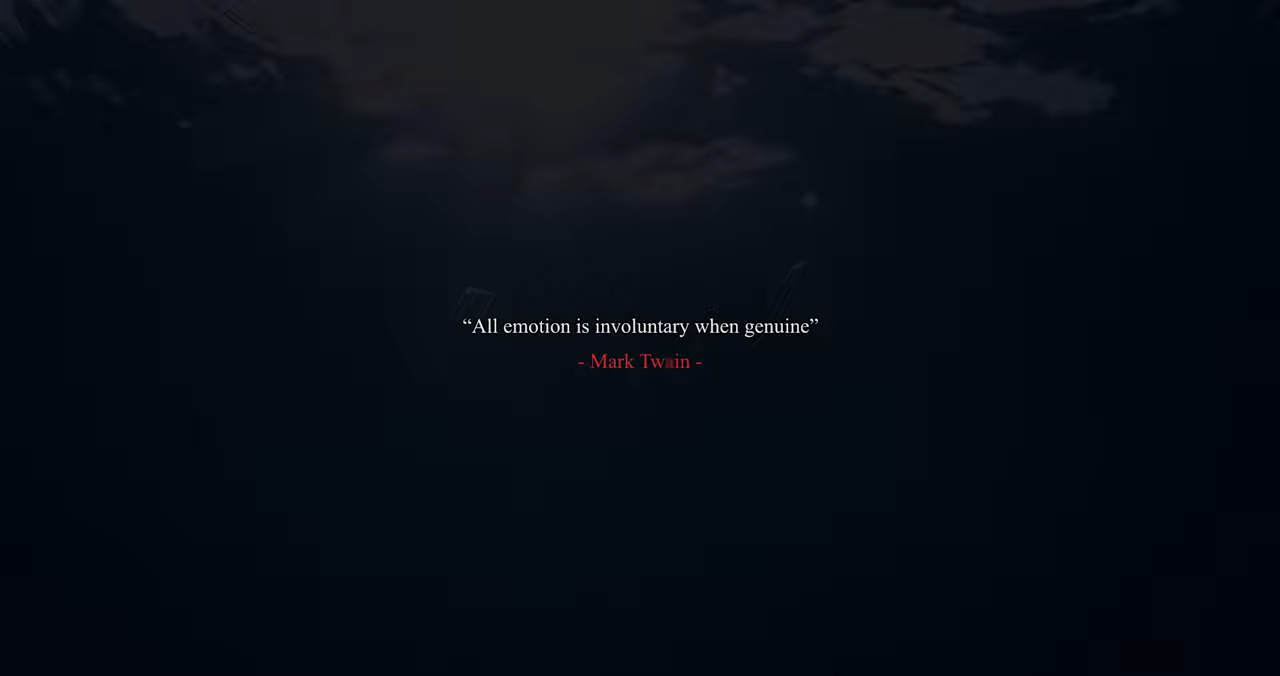 “All emotion is involuntary when genuine”
- Mark Twain -